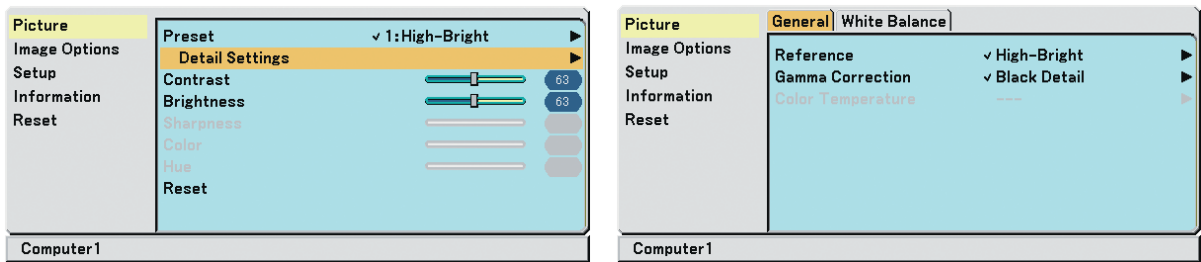 Picture
Image Options
Setup
Information
Reset
Preset ✓ 1:High-Bright ▶
Detail Settings ▶
Contrast 63
Brightness 63
Sharpness
Color
Hue
Reset
Computer1
Picture
Image Options
Setup
Information
Reset
General White Balance
Reference ✓ High-Bright ▶
Gamma Correction ✓ Black Detail ▶
Color Temperature --- ▶
Computer1